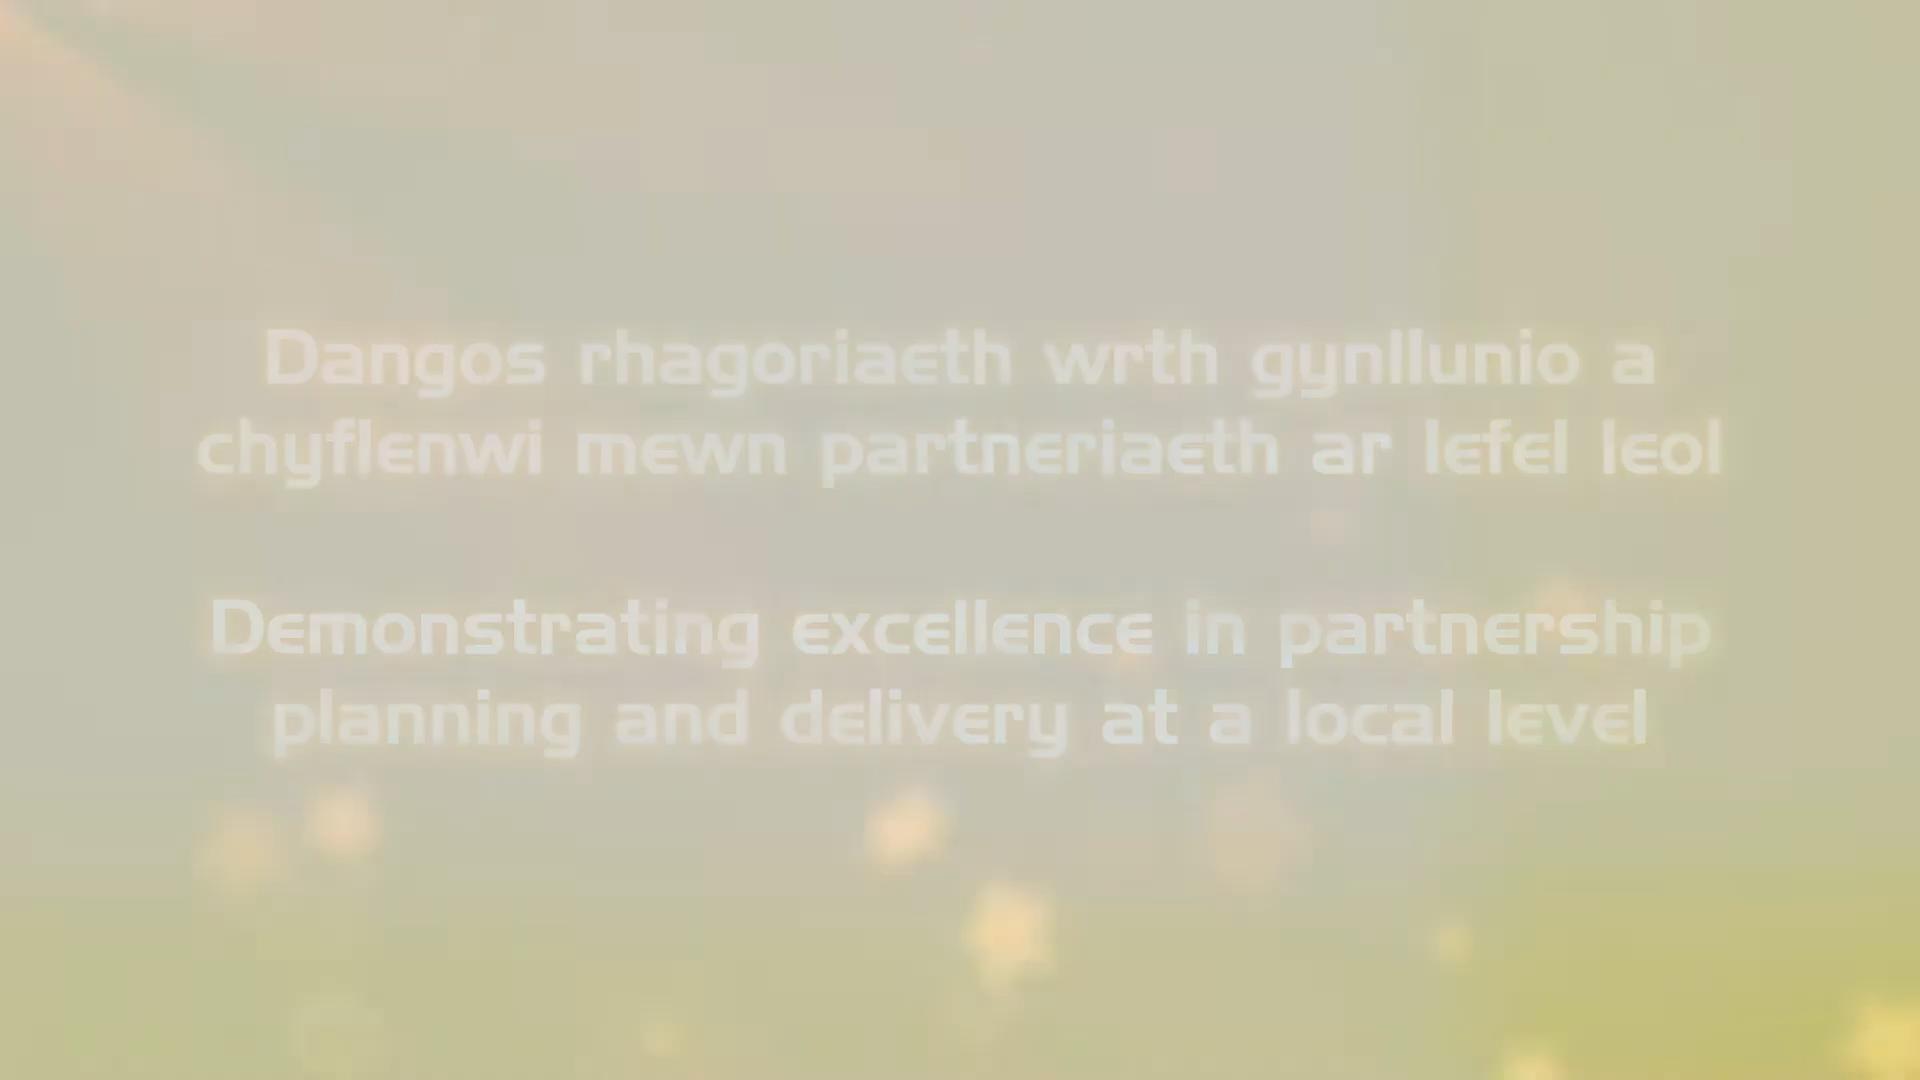 Dangos rhagoriaeth wrth gynllunio a
chyflenwi mewn partneriaeth ar lefel leol
Demonstrating excellence in partnership
planning and delivery at a local level